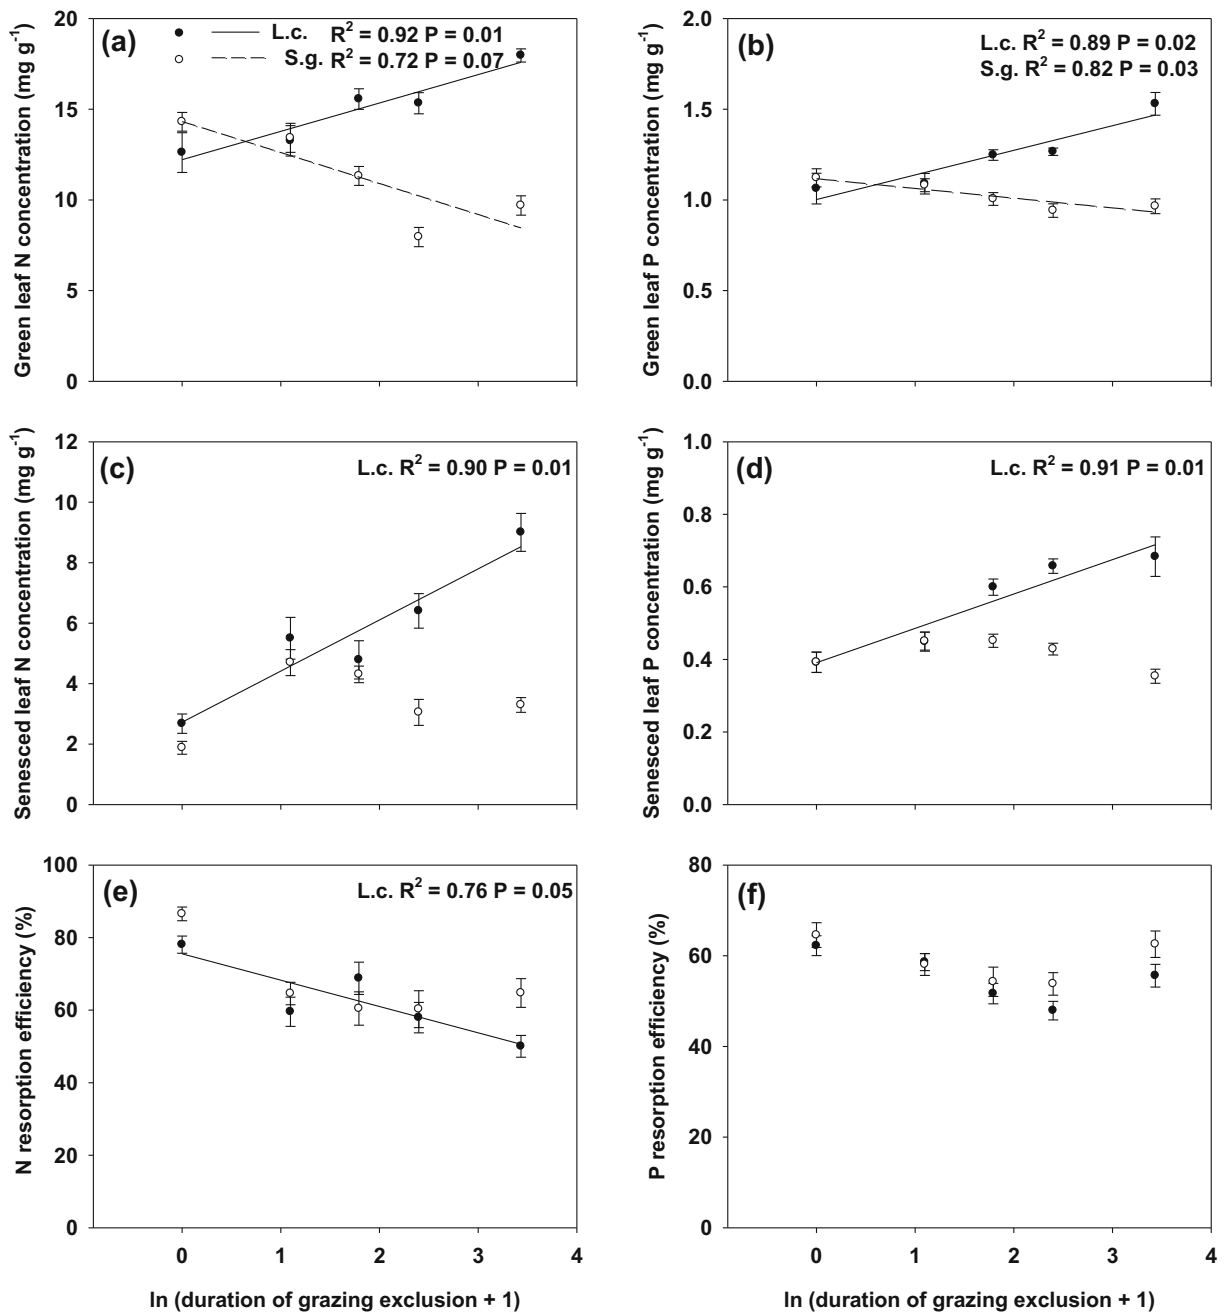 (a)
L.c. R² = 0.92 P = 0.01
S.g. R² = 0.72 P = 0.07
Green leaf N concentration (mg g⁻¹)
20
15
10
5
0
(b)
L.c. R² = 0.89 P = 0.02
S.g. R² = 0.82 P = 0.03
Green leaf P concentration (mg g⁻¹)
2.0
1.5
1.0
0.5
0.0
(c)
L.c. R² = 0.90 P = 0.01
Senesced leaf N concentration (mg g⁻¹)
12
10
8
6
4
2
0
(d)
L.c. R² = 0.91 P = 0.01
Senesced leaf P concentration (mg g⁻¹)
1.0
0.8
0.6
0.4
0.2
0.0
(e)
L.c. R² = 0.76 P = 0.05
N resorption efficiency (%)
100
80
60
40
20
0
0 1 2 3 4
ln (duration of grazing exclusion + 1)
(f)
P resorption efficiency (%)
80
60
40
20
0
0 1 2 3 4
ln (duration of grazing exclusion + 1)